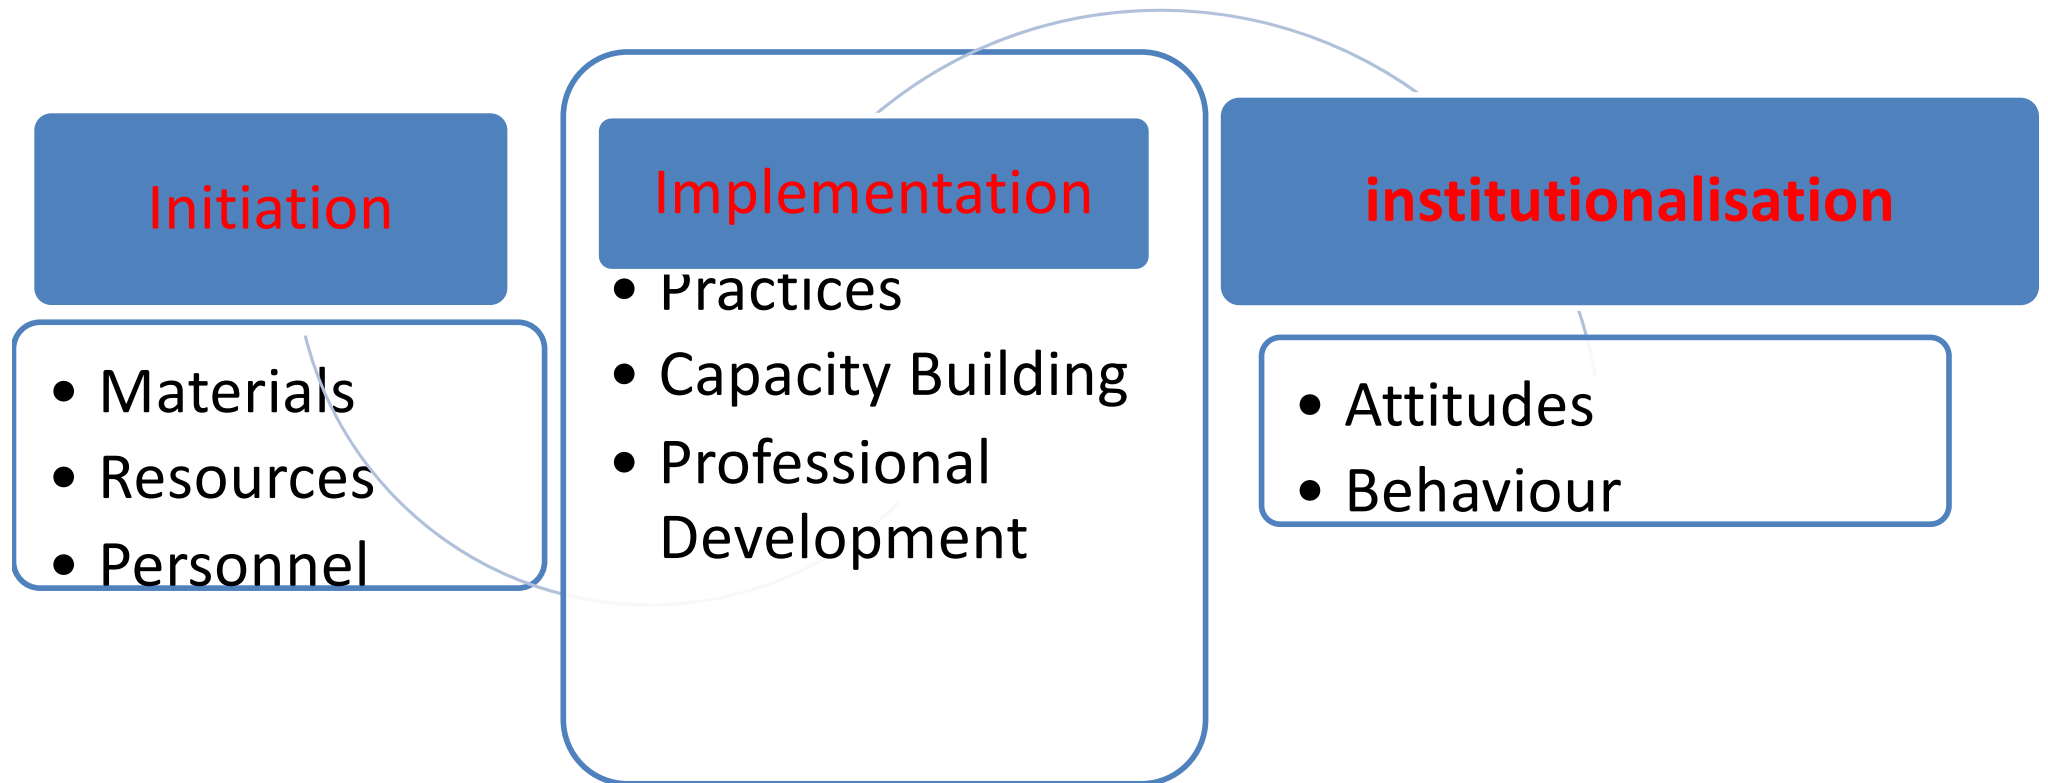 Initiation
• Materials
• Resources
• Personnel
Implementation
• Practices
• Capacity Building
• Professional
Development
institutionalisation
• Attitudes
• Behaviour